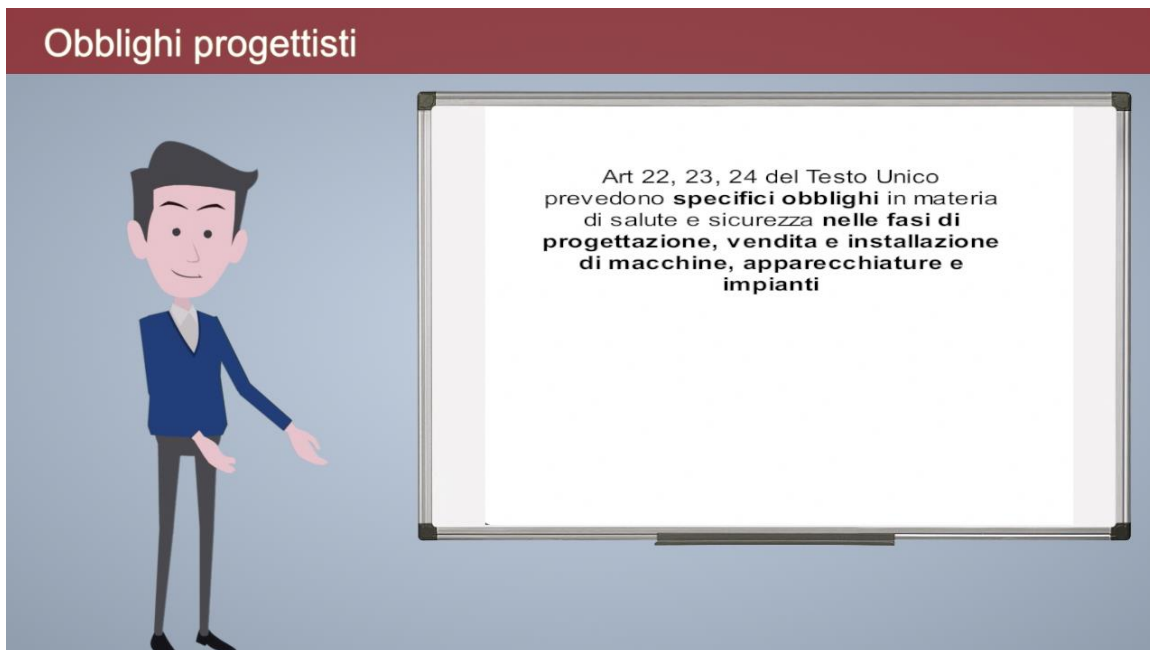 Obblighi progettisti
Art 22, 23, 24 del Testo Unico
prevedono specifici obblighi in materia
di salute e sicurezza nelle fasi di
progettazione, vendita e installazione
di macchine, apparecchiature e
impianti